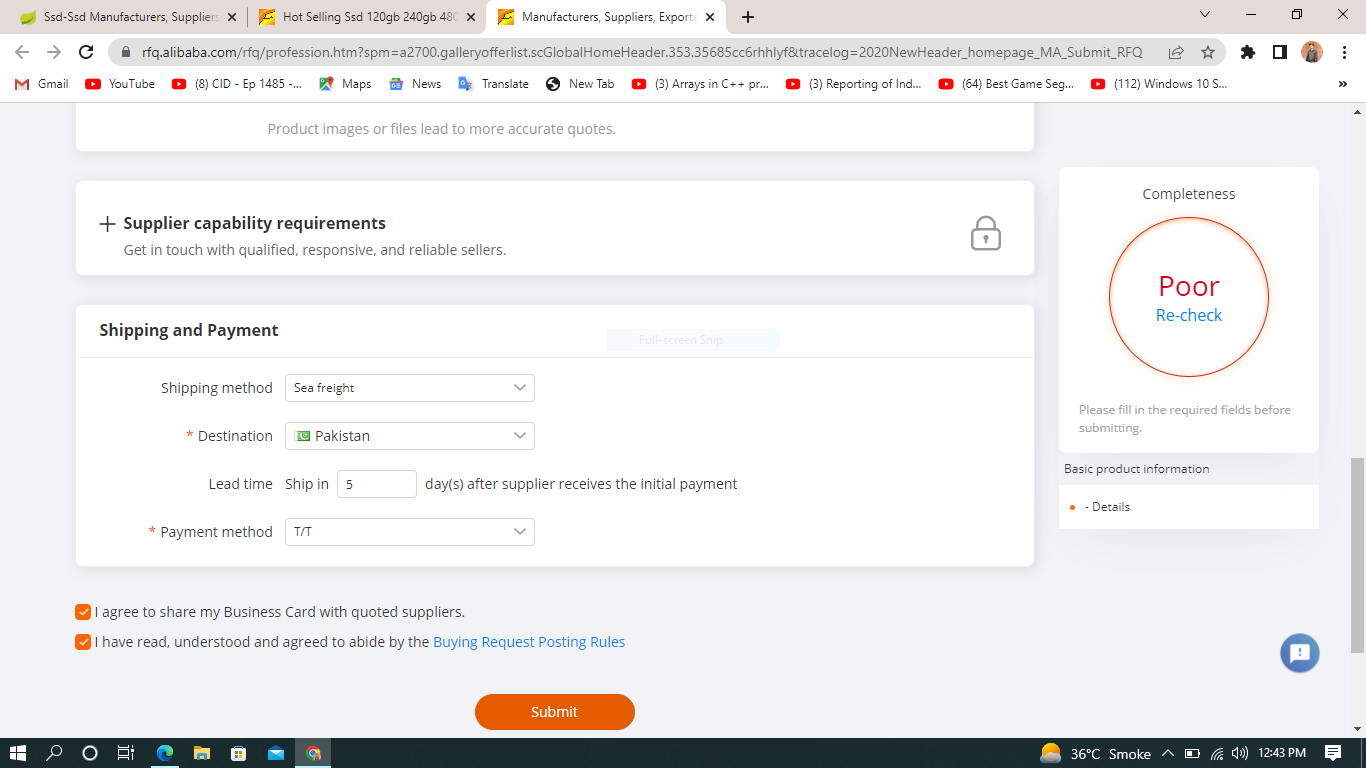 Ssd-Ssd Manufacturers, Suppliers
Hot Selling Ssd 120gb 240gb 480
Manufacturers, Suppliers, Exporte
rfq.alibaba.com/rfq/profession.htm?spm=a2700.galleryofferlist.scGlobalHomeHeader.353.35685cc6rhhlyf&tracelog=2020NewHeader_homepage_MA_Submit_RFQ
Gmail
YouTube
(8) CID - Ep 1485 -...
Maps
News
Translate
New Tab
(3) Arrays in C++ pr...
(3) Reporting of Ind...
(64) Best Game Seg...
(112) Windows 10 S...
Product images or files lead to more accurate quotes.
Supplier capability requirements
Get in touch with qualified, responsive, and reliable sellers.
Shipping and Payment
Full-screen Snip
Shipping method Sea freight
* Destination Pakistan
Lead time Ship in 5 day(s) after supplier receives the initial payment
* Payment method T/T
I agree to share my Business Card with quoted suppliers.
I have read, understood and agreed to abide by the Buying Request Posting Rules
Submit
Completeness
Poor
Re-check
Please fill in the required fields before
submitting.
Basic product information
- Details
36°C Smoke
12:43 PM